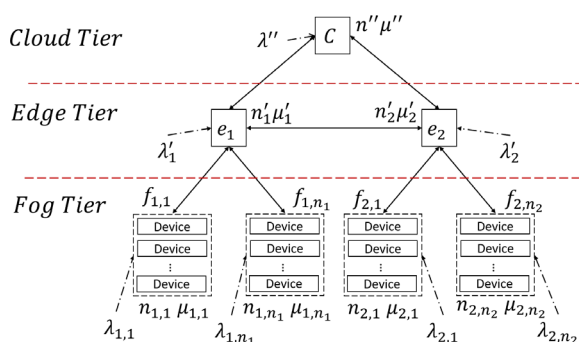 Cloud Tier
λ'' C n''μ''
Edge Tier
n'₁μ'₁ n'₂μ'₂
e₁ e₂
λ'₁ λ'₂
Fog Tier
f₁,₁ f₁,ₙ₁ f₂,₁ f₂,ₙ₂
Device Device Device Device
Device Device Device Device
⋮ ⋮ ⋮ ⋮
Device Device Device Device
n₁,₁ μ₁,₁ n₁,ₙ₁ μ₁,ₙ₁ n₂,₁ μ₂,₁ n₂,ₙ₂ μ₂,ₙ₂
λ₁,₁ λ₁,ₙ₁ λ₂,₁ λ₂,ₙ₂